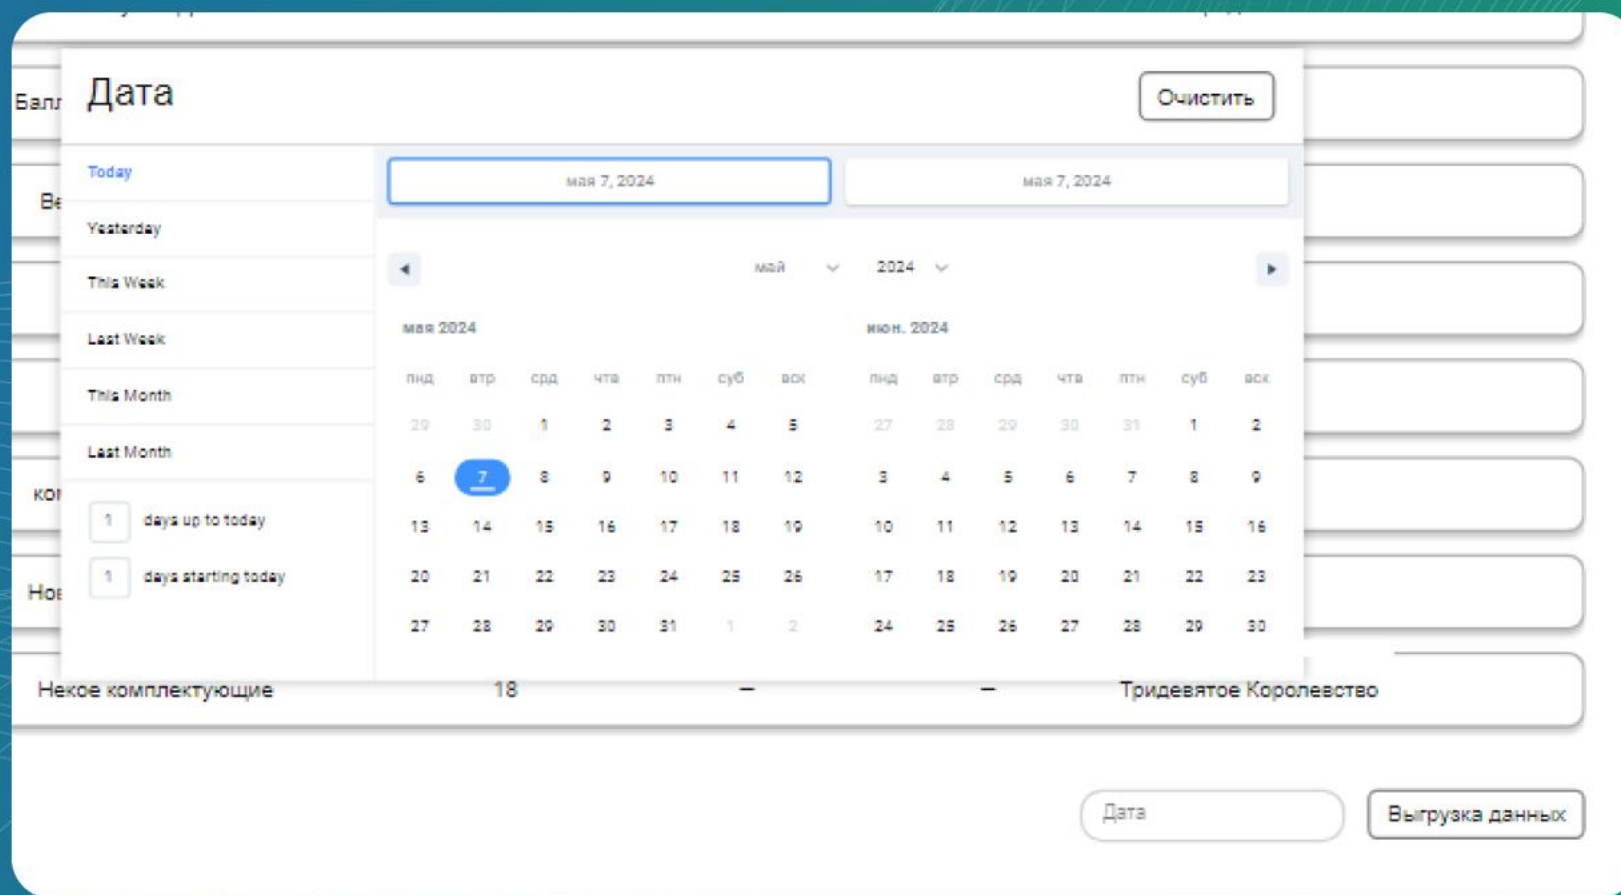 Дата
Очистить
Today
Yesterday
This Week
Last Week
This Month
Last Month
1 days up to today
1 days starting today
мая 7, 2024 мая 7, 2024
май 2024
мая 2024
пнд втр срд чтв птн суб вск
29 30 1 2 3 4 5
6 7 8 9 10 11 12
13 14 15 16 17 18 19
20 21 22 23 24 25 26
27 28 29 30 31 1 2
июн. 2024
пнд втр срд чтв птн суб вск
27 28 29 30 31 1 2
3 4 5 6 7 8 9
10 11 12 13 14 15 16
17 18 19 20 21 22 23
24 25 26 27 28 29 30
Некое комплектующие 18 — — Тридевятое Королевство
Дата
Выгрузка данных